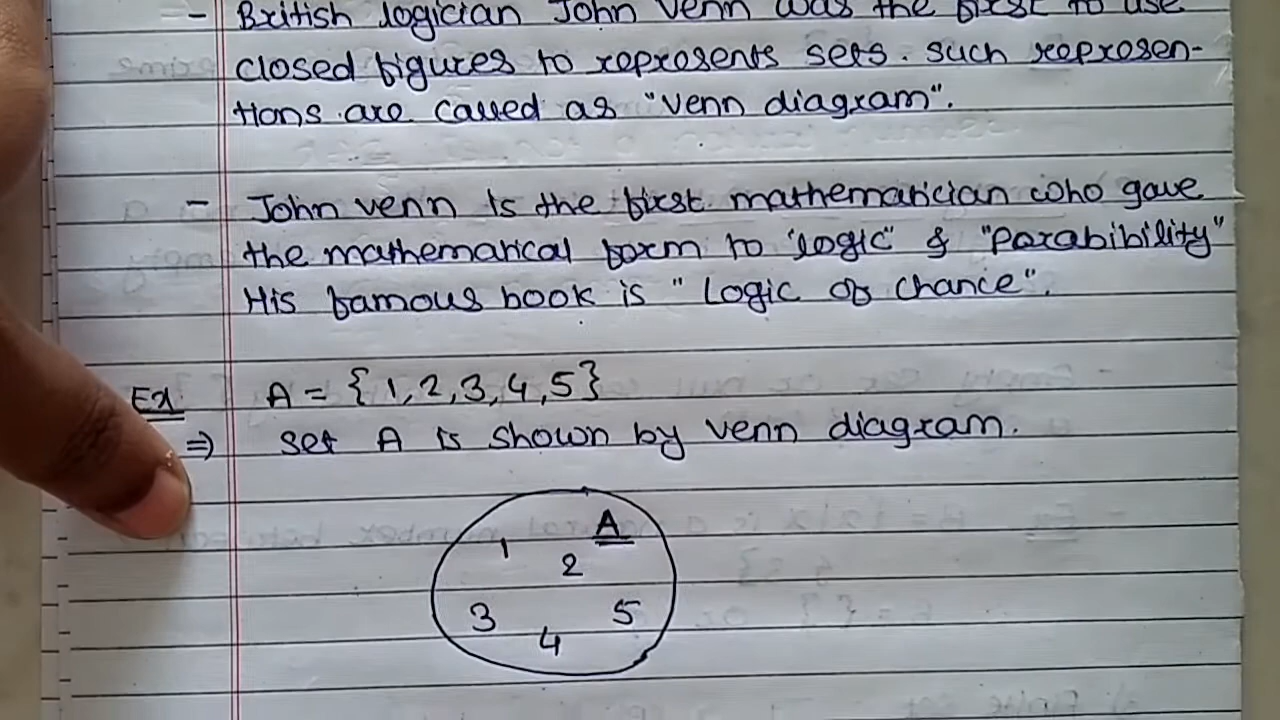 - British logician John Venn was the first to use
closed figures to represents sets. such represen-
tions are called as "Venn diagram".
- John venn is the first mathematician who gave
the mathematical form to "logic" & "Parabibility"
His famous book is "Logic of chance".
Ex A = {1,2,3,4,5}
⇒ set A is shown by venn diagram.
A
1
2
3
5
4